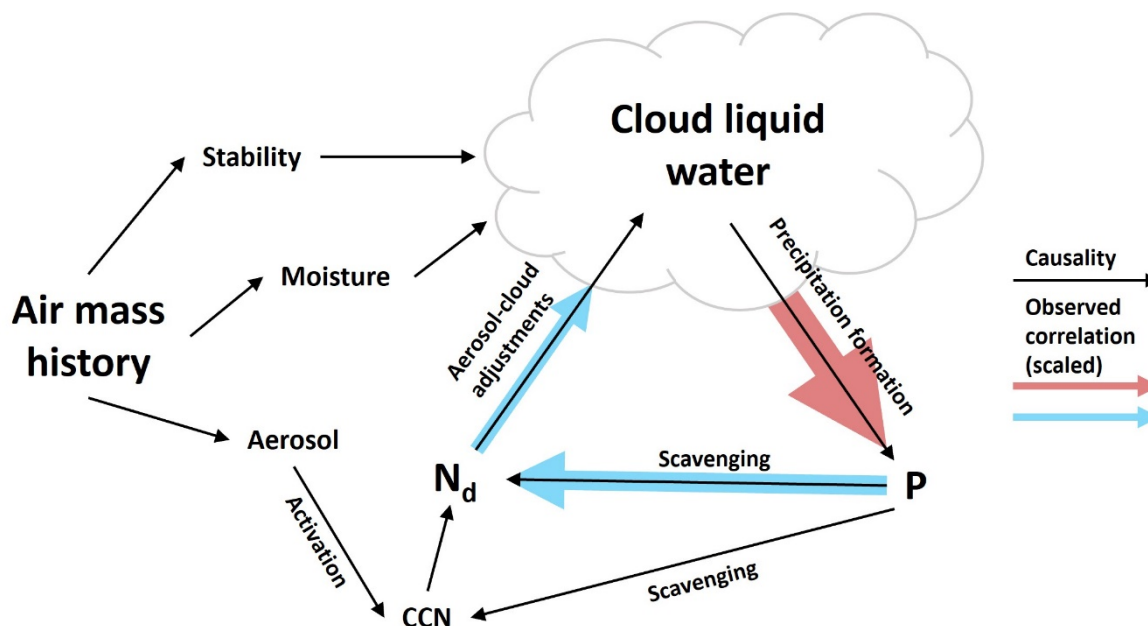 Cloud liquid
water
Stability
Moisture
Air mass
history
Aerosol
Activation
CCN
N_d
Aerosol-cloud
adjustments
Precipitation formation
Scavenging
P
Scavenging
Causality
Observed
correlation
(scaled)